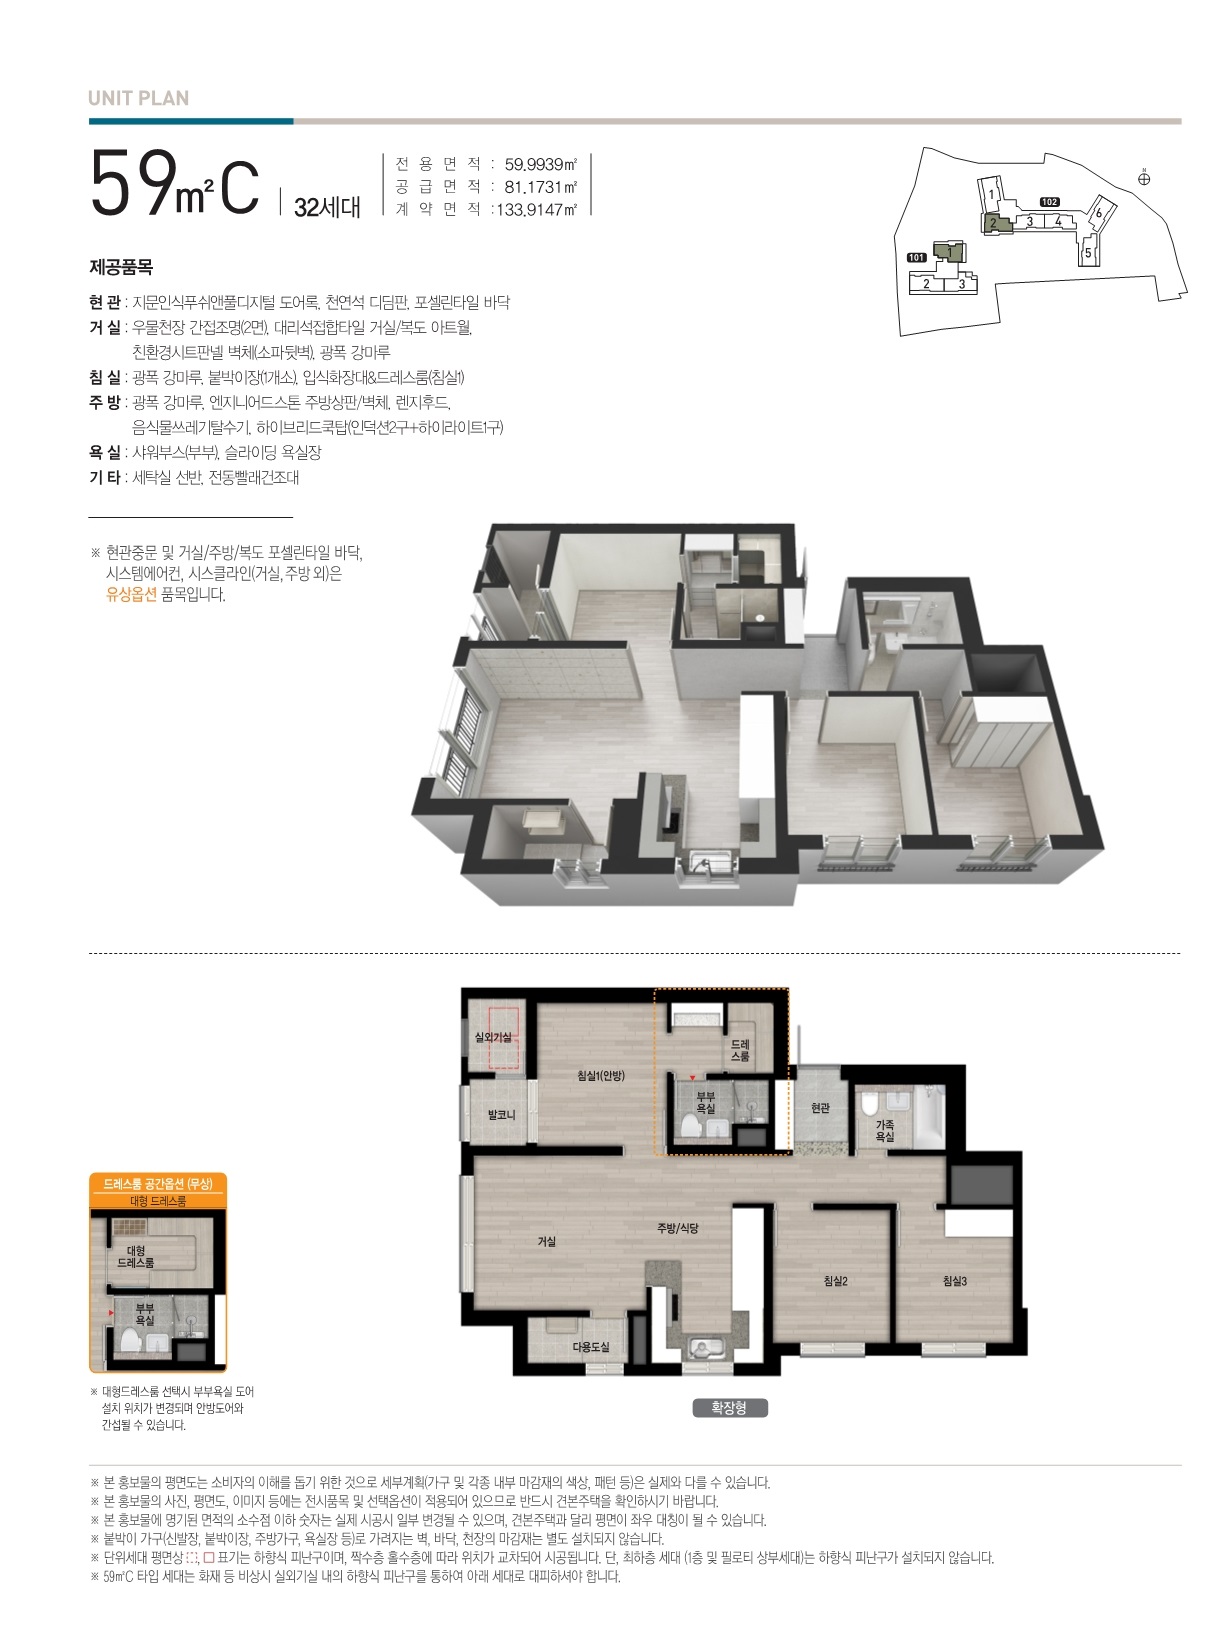 UNIT PLAN
59㎡C
32세대
전용면적 : 59.9939㎡
공급면적 : 81.1731㎡
계약면적 : 133.9147㎡
N
1
102
2
3
4
6
5
101
1
2
3
제공품목
현 관 : 지문인식푸쉬앤풀디지털 도어록, 천연석 디딤판, 포셀린타일 바닥
거 실 : 우물천장 간접조명(2면), 대리석접합타일 거실/복도 아트월,
친환경시트판넬 벽체(소파뒷벽), 광폭 강마루
침 실 : 광폭 강마루, 붙박이장(1개소), 입식화장대&드레스룸(침실1)
주 방 : 광폭 강마루, 엔지니어드스톤 주방상판/벽체, 렌지후드,
음식물쓰레기탈수기, 하이브리드쿡탑(인덕션2구+하이라이트1구)
욕 실 : 샤워부스(부부), 슬라이딩 욕실장
기 타 : 세탁실 선반, 전동빨래건조대
※ 현관중문 및 거실/주방/복도 포셀린타일 바닥,
시스템에어컨, 시스클라인(거실, 주방 외)은
유상옵션 품목입니다.
실외기실
침실1(안방)
드레
스룸
발코니
부부
욕실
현관
가족
욕실
거실
주방/식당
침실2
침실3
다용도실
확장형
드레스룸 공간옵션 (무상)
대형 드레스룸
대형
드레스룸
부부
욕실
※ 대형드레스룸 선택시 부부욕실 도어
설치 위치가 변경되며 안방도어와
간섭될 수 있습니다.
※ 본 홍보물의 평면도는 소비자의 이해를 돕기 위한 것으로 세부계획(가구 및 각종 내부 마감재의 색상, 패턴 등)은 실제와 다를 수 있습니다.
※ 본 홍보물의 사진, 평면도, 이미지 등에는 전시품목 및 선택옵션이 적용되어 있으므로 반드시 견본주택을 확인하시기 바랍니다.
※ 본 홍보물에 명기된 면적의 소수점 이하 숫자는 실제 시공시 일부 변경될 수 있으며, 견본주택과 달리 평면이 좌우 대칭이 될 수 있습니다.
※ 붙박이 가구(신발장, 붙박이장, 주방가구, 욕실장 등)로 가려지는 벽, 바닥, 천장의 마감재는 별도 설치되지 않습니다.
※ 단위세대 평면상 ⬚, □ 표기는 하향식 피난구이며, 짝수층 홀수층에 따라 위치가 교차되어 시공됩니다. 단, 최하층 세대 (1층 및 필로티 상부세대)는 하향식 피난구가 설치되지 않습니다.
※ 59㎡C 타입 세대는 화재 등 비상시 실외기실 내의 하향식 피난구를 통하여 아래 세대로 대피하셔야 합니다.